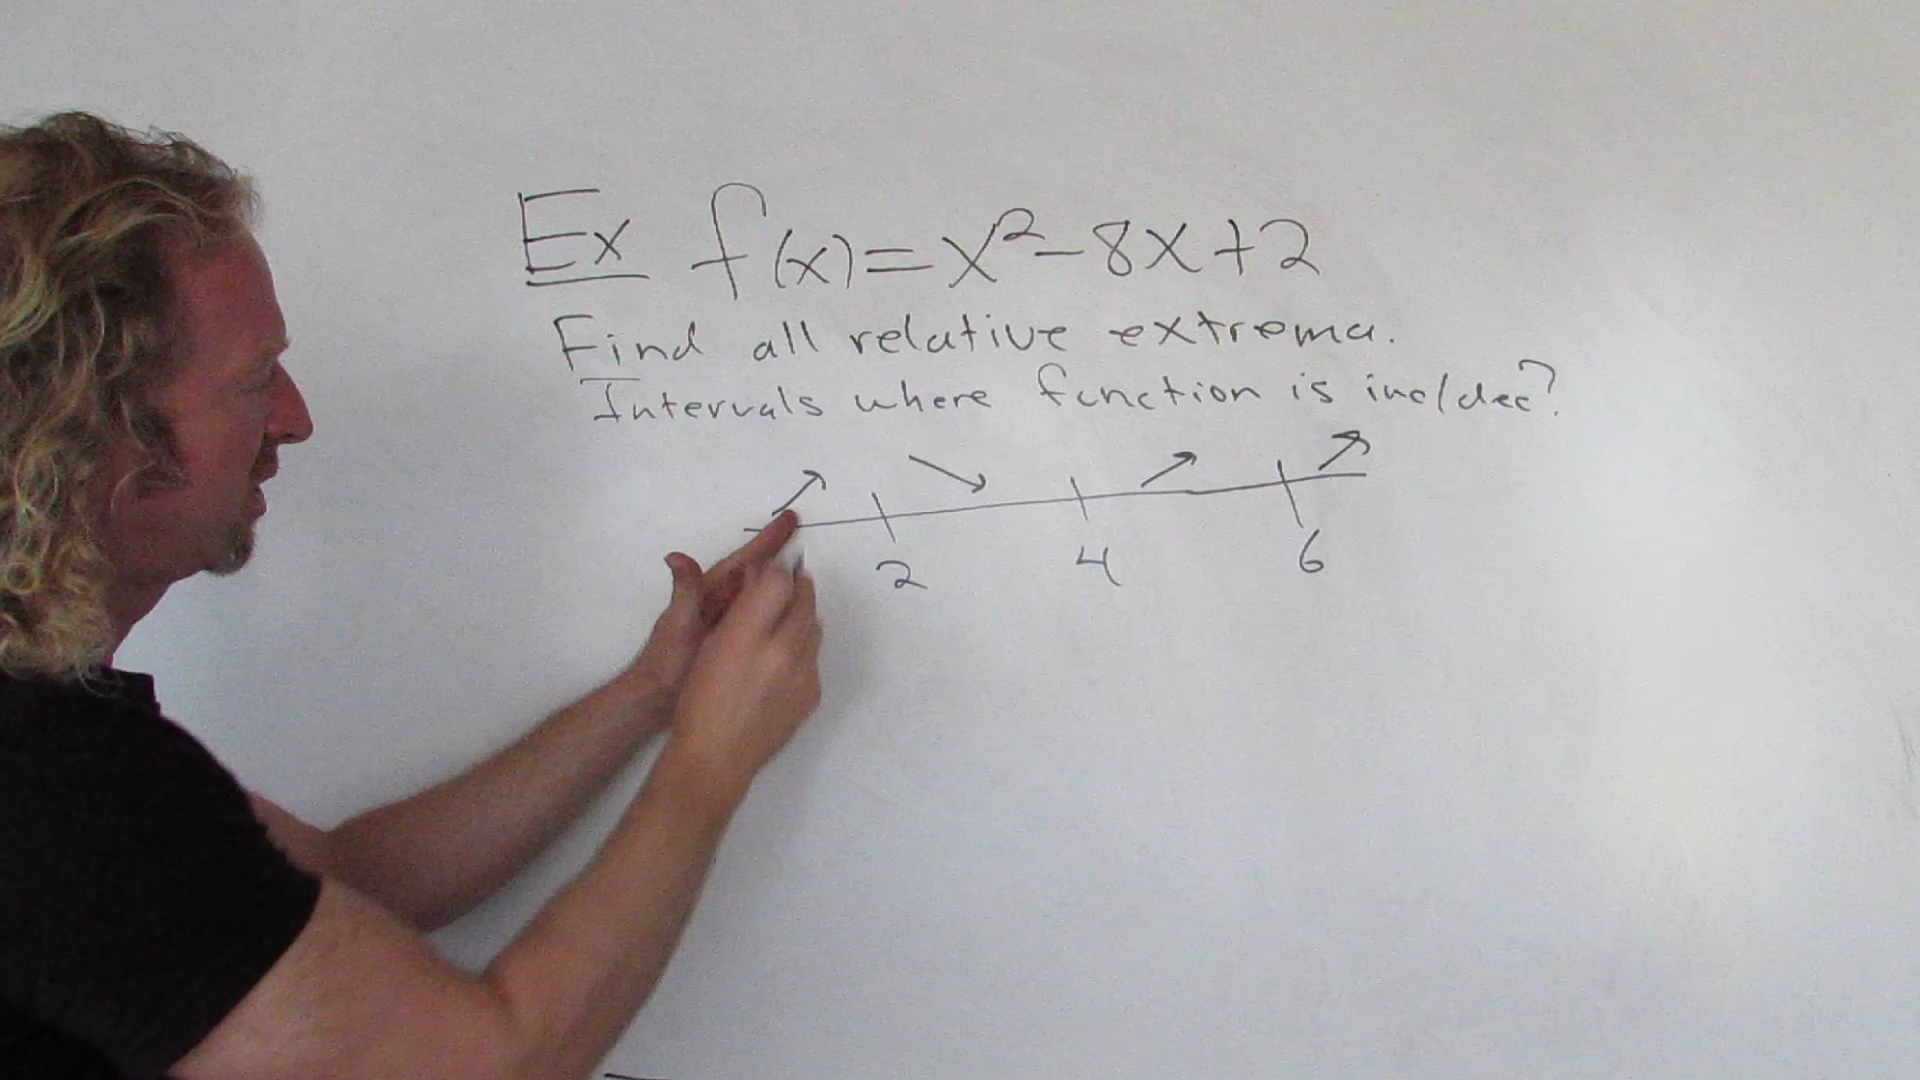 Ex f(x)=x²-8x+2
Find all relative extrema.
Intervals where function is inc/dec?
2 4 6